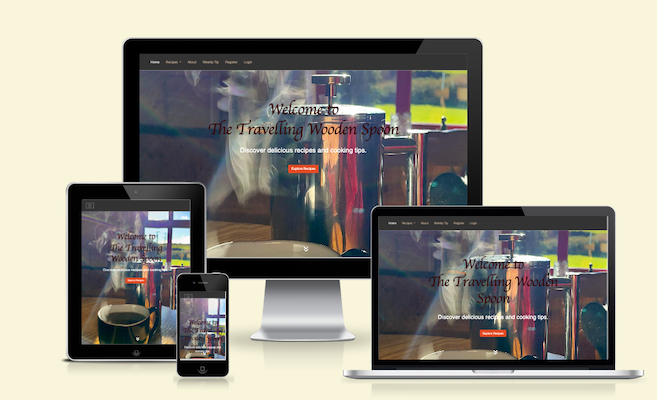 Home Recipes About Weekly Tip Register Login
Welcome to
The Travelling Wooden Spoon
Discover delicious recipes and cooking tips.
Explore Recipes
Welcome to
The Travelling
Wooden Spoon
Discover delicious recipes and cooking tips.
Explore Recipes
Home Recipes About Weekly Tip Register Login
Welcome to
The Travelling Wooden
Spoon
Discover delicious recipes and cooking tips.
Explore Recipes